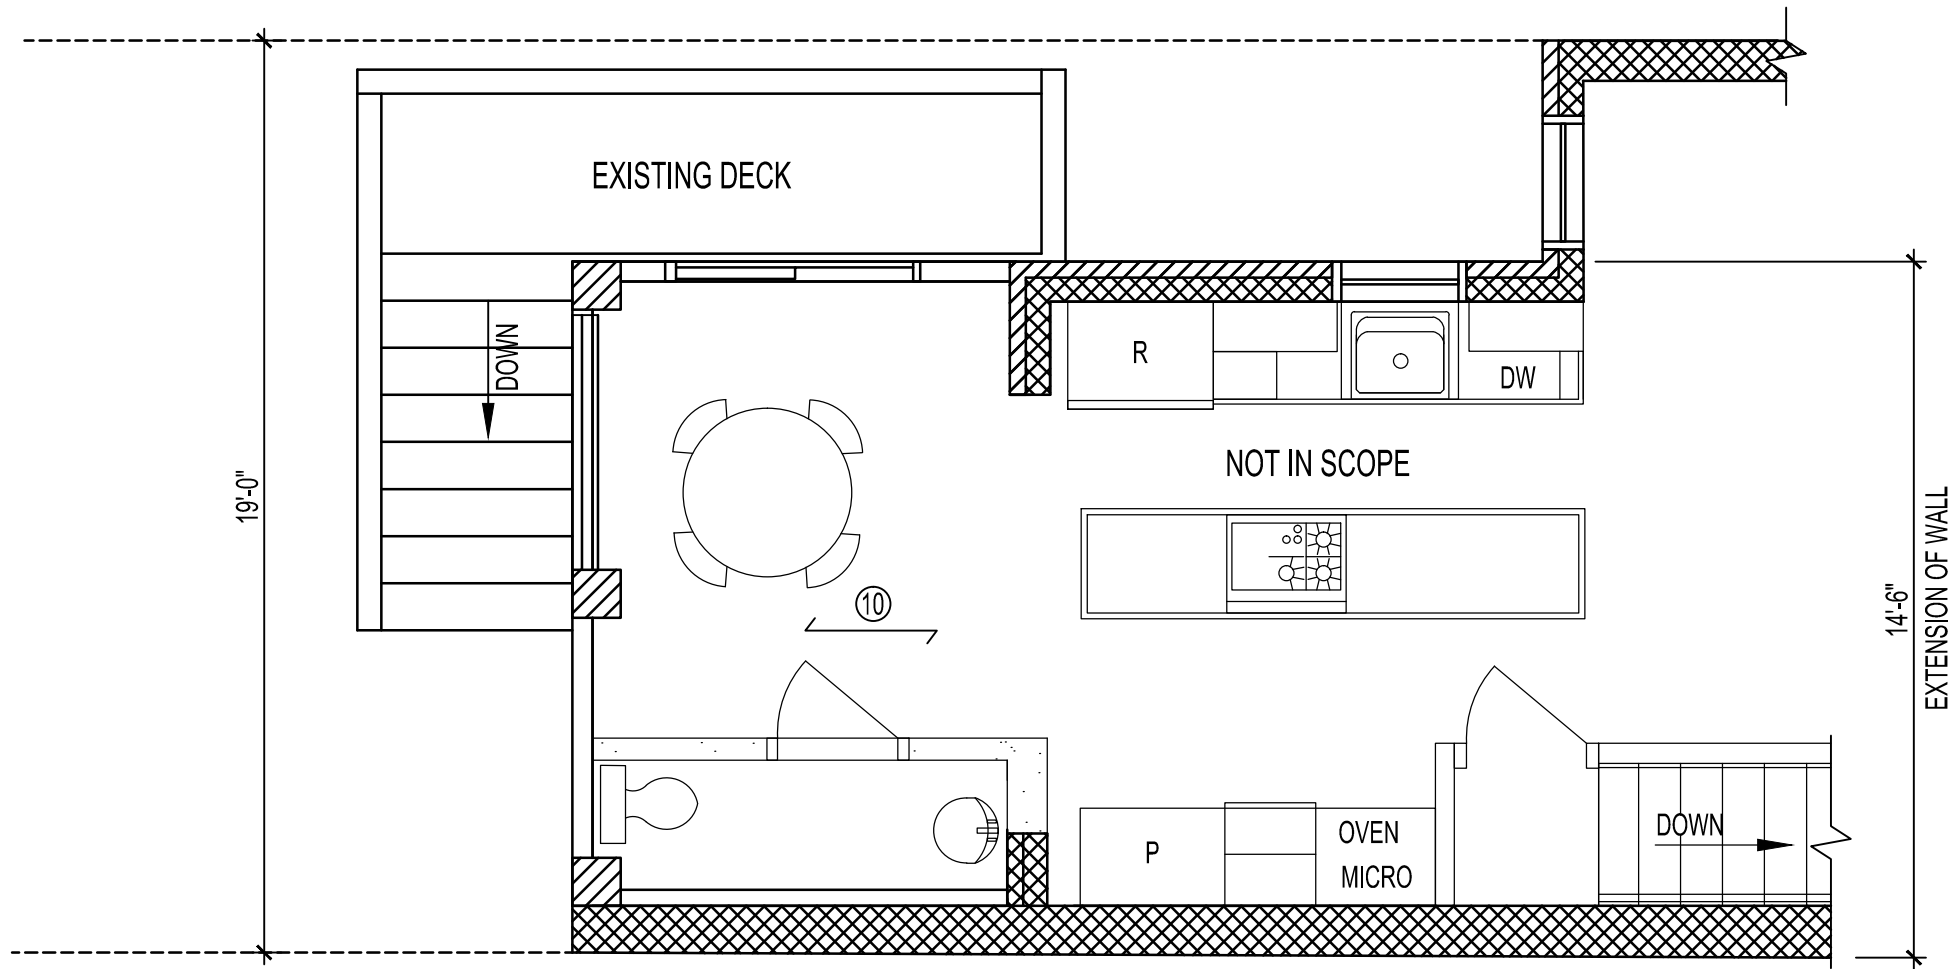 EXISTING DECK
DOWN
R
DW
NOT IN SCOPE
19'-0"
10
14'-6"
EXTENSION OF WALL
P
OVEN
MICRO
DOWN